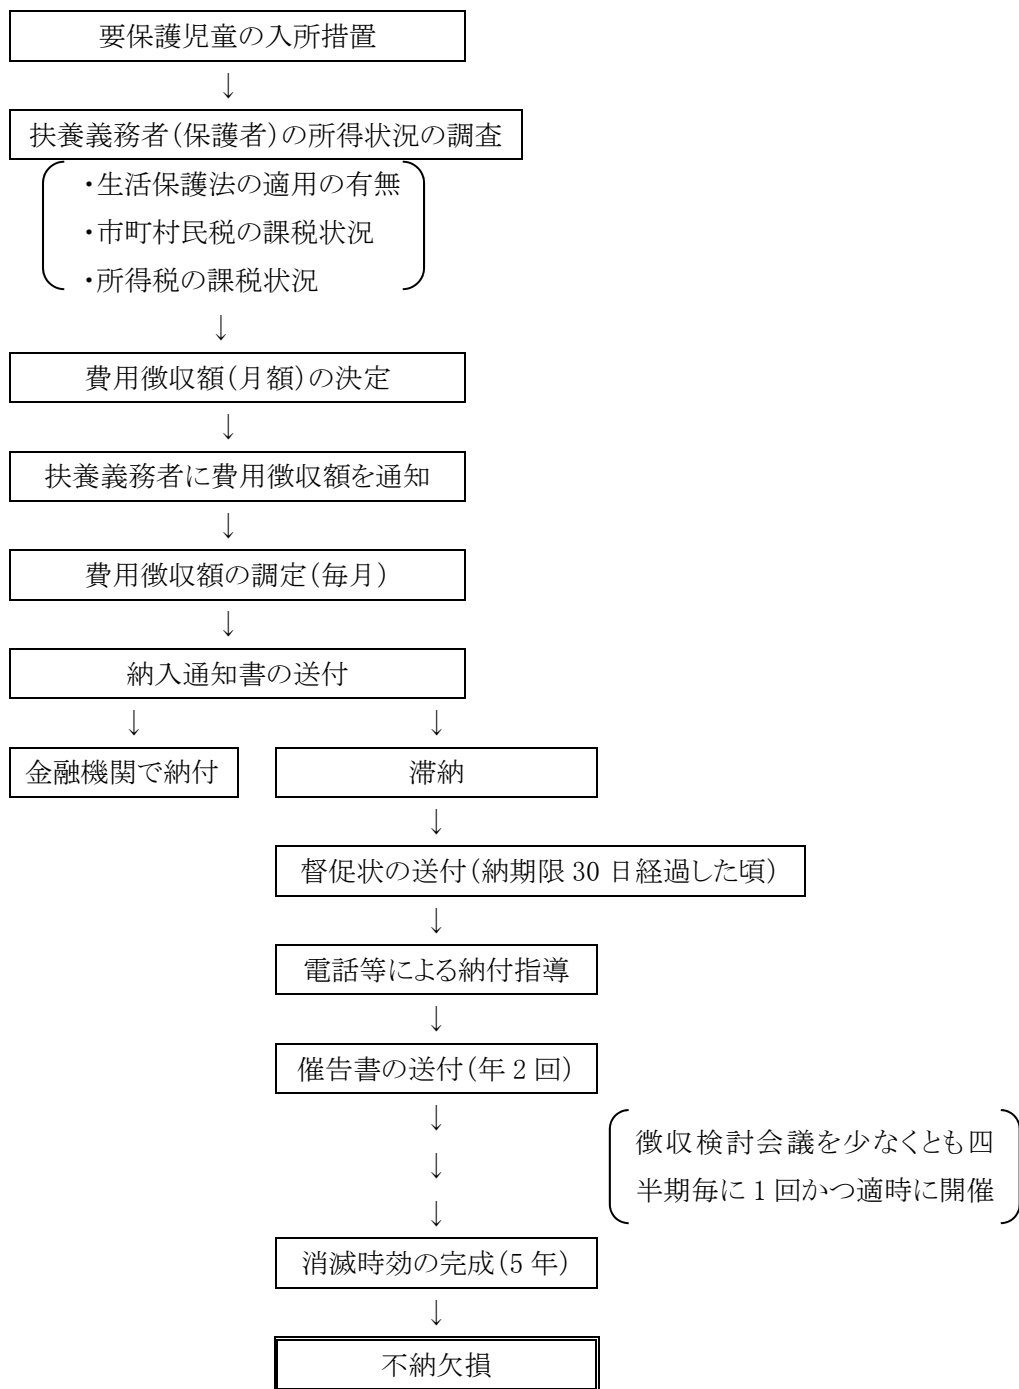 要保護児童の入所措置
↓
扶養義務者(保護者)の所得状況の調査
・生活保護法の適用の有無
・市町村民税の課税状況
・所得税の課税状況
↓
費用徴収額(月額)の決定
↓
扶養義務者に費用徴収額を通知
↓
費用徴収額の調定(毎月)
↓
納入通知書の送付
↓ ↓
金融機関で納付 滞納
↓
督促状の送付(納期限 30 日経過した頃)
↓
電話等による納付指導
↓
催告書の送付(年 2 回)
↓
徴収検討会議を少なくとも四
↓
半期毎に 1 回かつ適時に開催
↓
消滅時効の完成(5 年)
↓
不納欠損